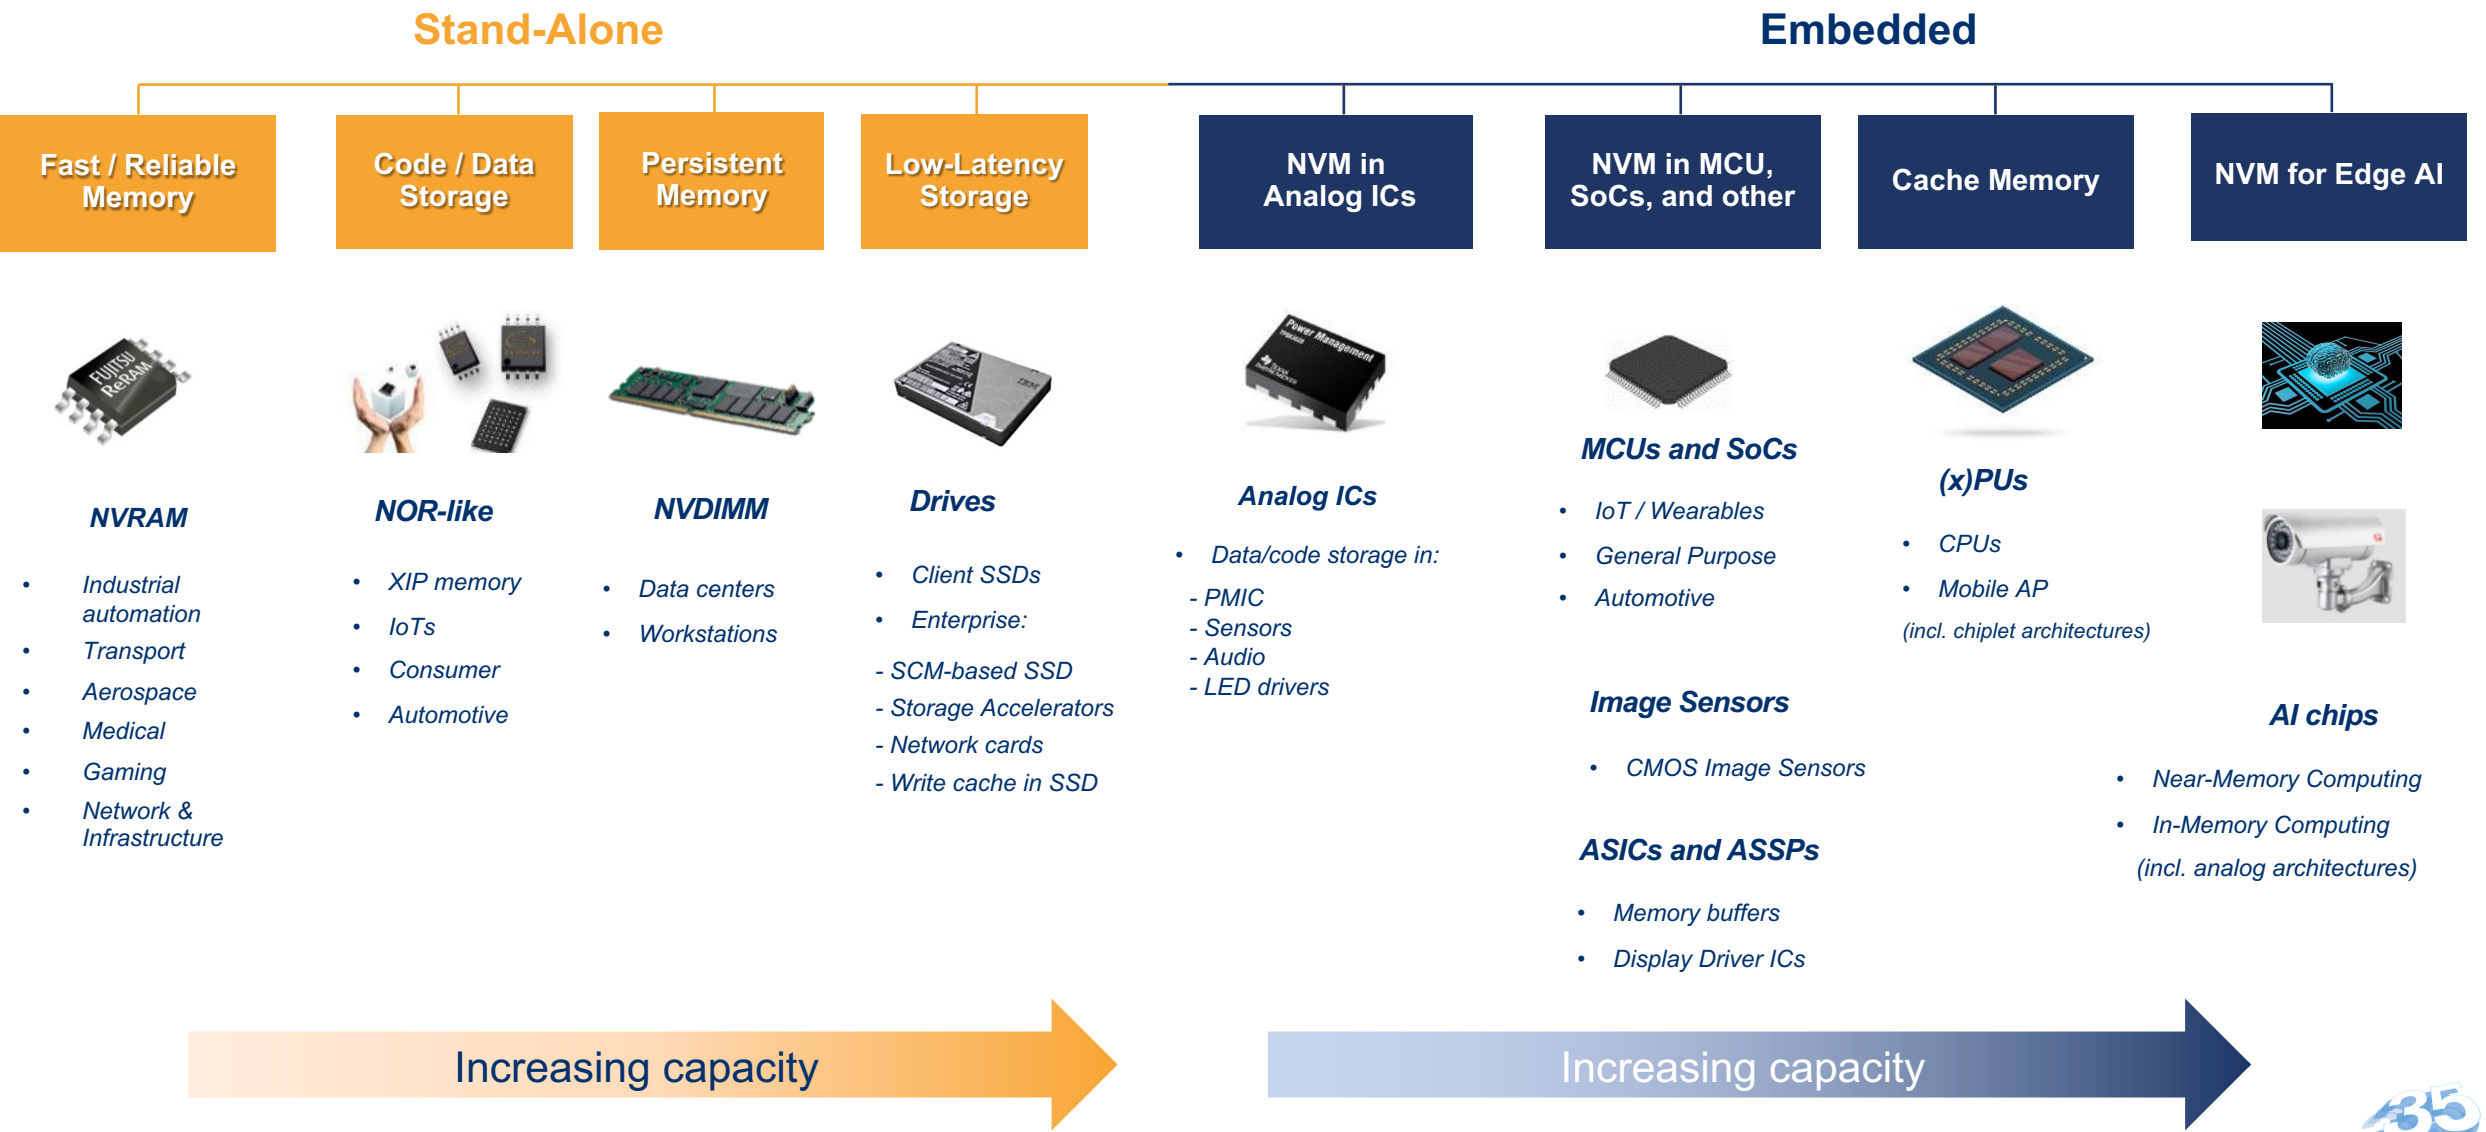 Stand-Alone
Embedded
Fast / Reliable
Memory
Code / Data
Storage
Persistent
Memory
Low-Latency
Storage
NVM in
Analog ICs
NVM in MCU,
SoCs, and other
Cache Memory
NVM for Edge AI
FUJITSU
ReRAM
IBM
Power Management
TEXAS
INSTRUMENTS
NVRAM
• Industrial
automation
• Transport
• Aerospace
• Medical
• Gaming
• Network &
Infrastructure
NOR-like
• XIP memory
• IoTs
• Consumer
• Automotive
NVDIMM
• Data centers
• Workstations
Drives
• Client SSDs
• Enterprise:
- SCM-based SSD
- Storage Accelerators
- Network cards
- Write cache in SSD
Analog ICs
• Data/code storage in:
- PMIC
- Sensors
- Audio
- LED drivers
MCUs and SoCs
• IoT / Wearables
• General Purpose
• Automotive
Image Sensors
• CMOS Image Sensors
ASICs and ASSPs
• Memory buffers
• Display Driver ICs
(x)PUs
• CPUs
• Mobile AP
(incl. chiplet architectures)
AI chips
• Near-Memory Computing
• In-Memory Computing
(incl. analog architectures)
Increasing capacity
Increasing capacity
35